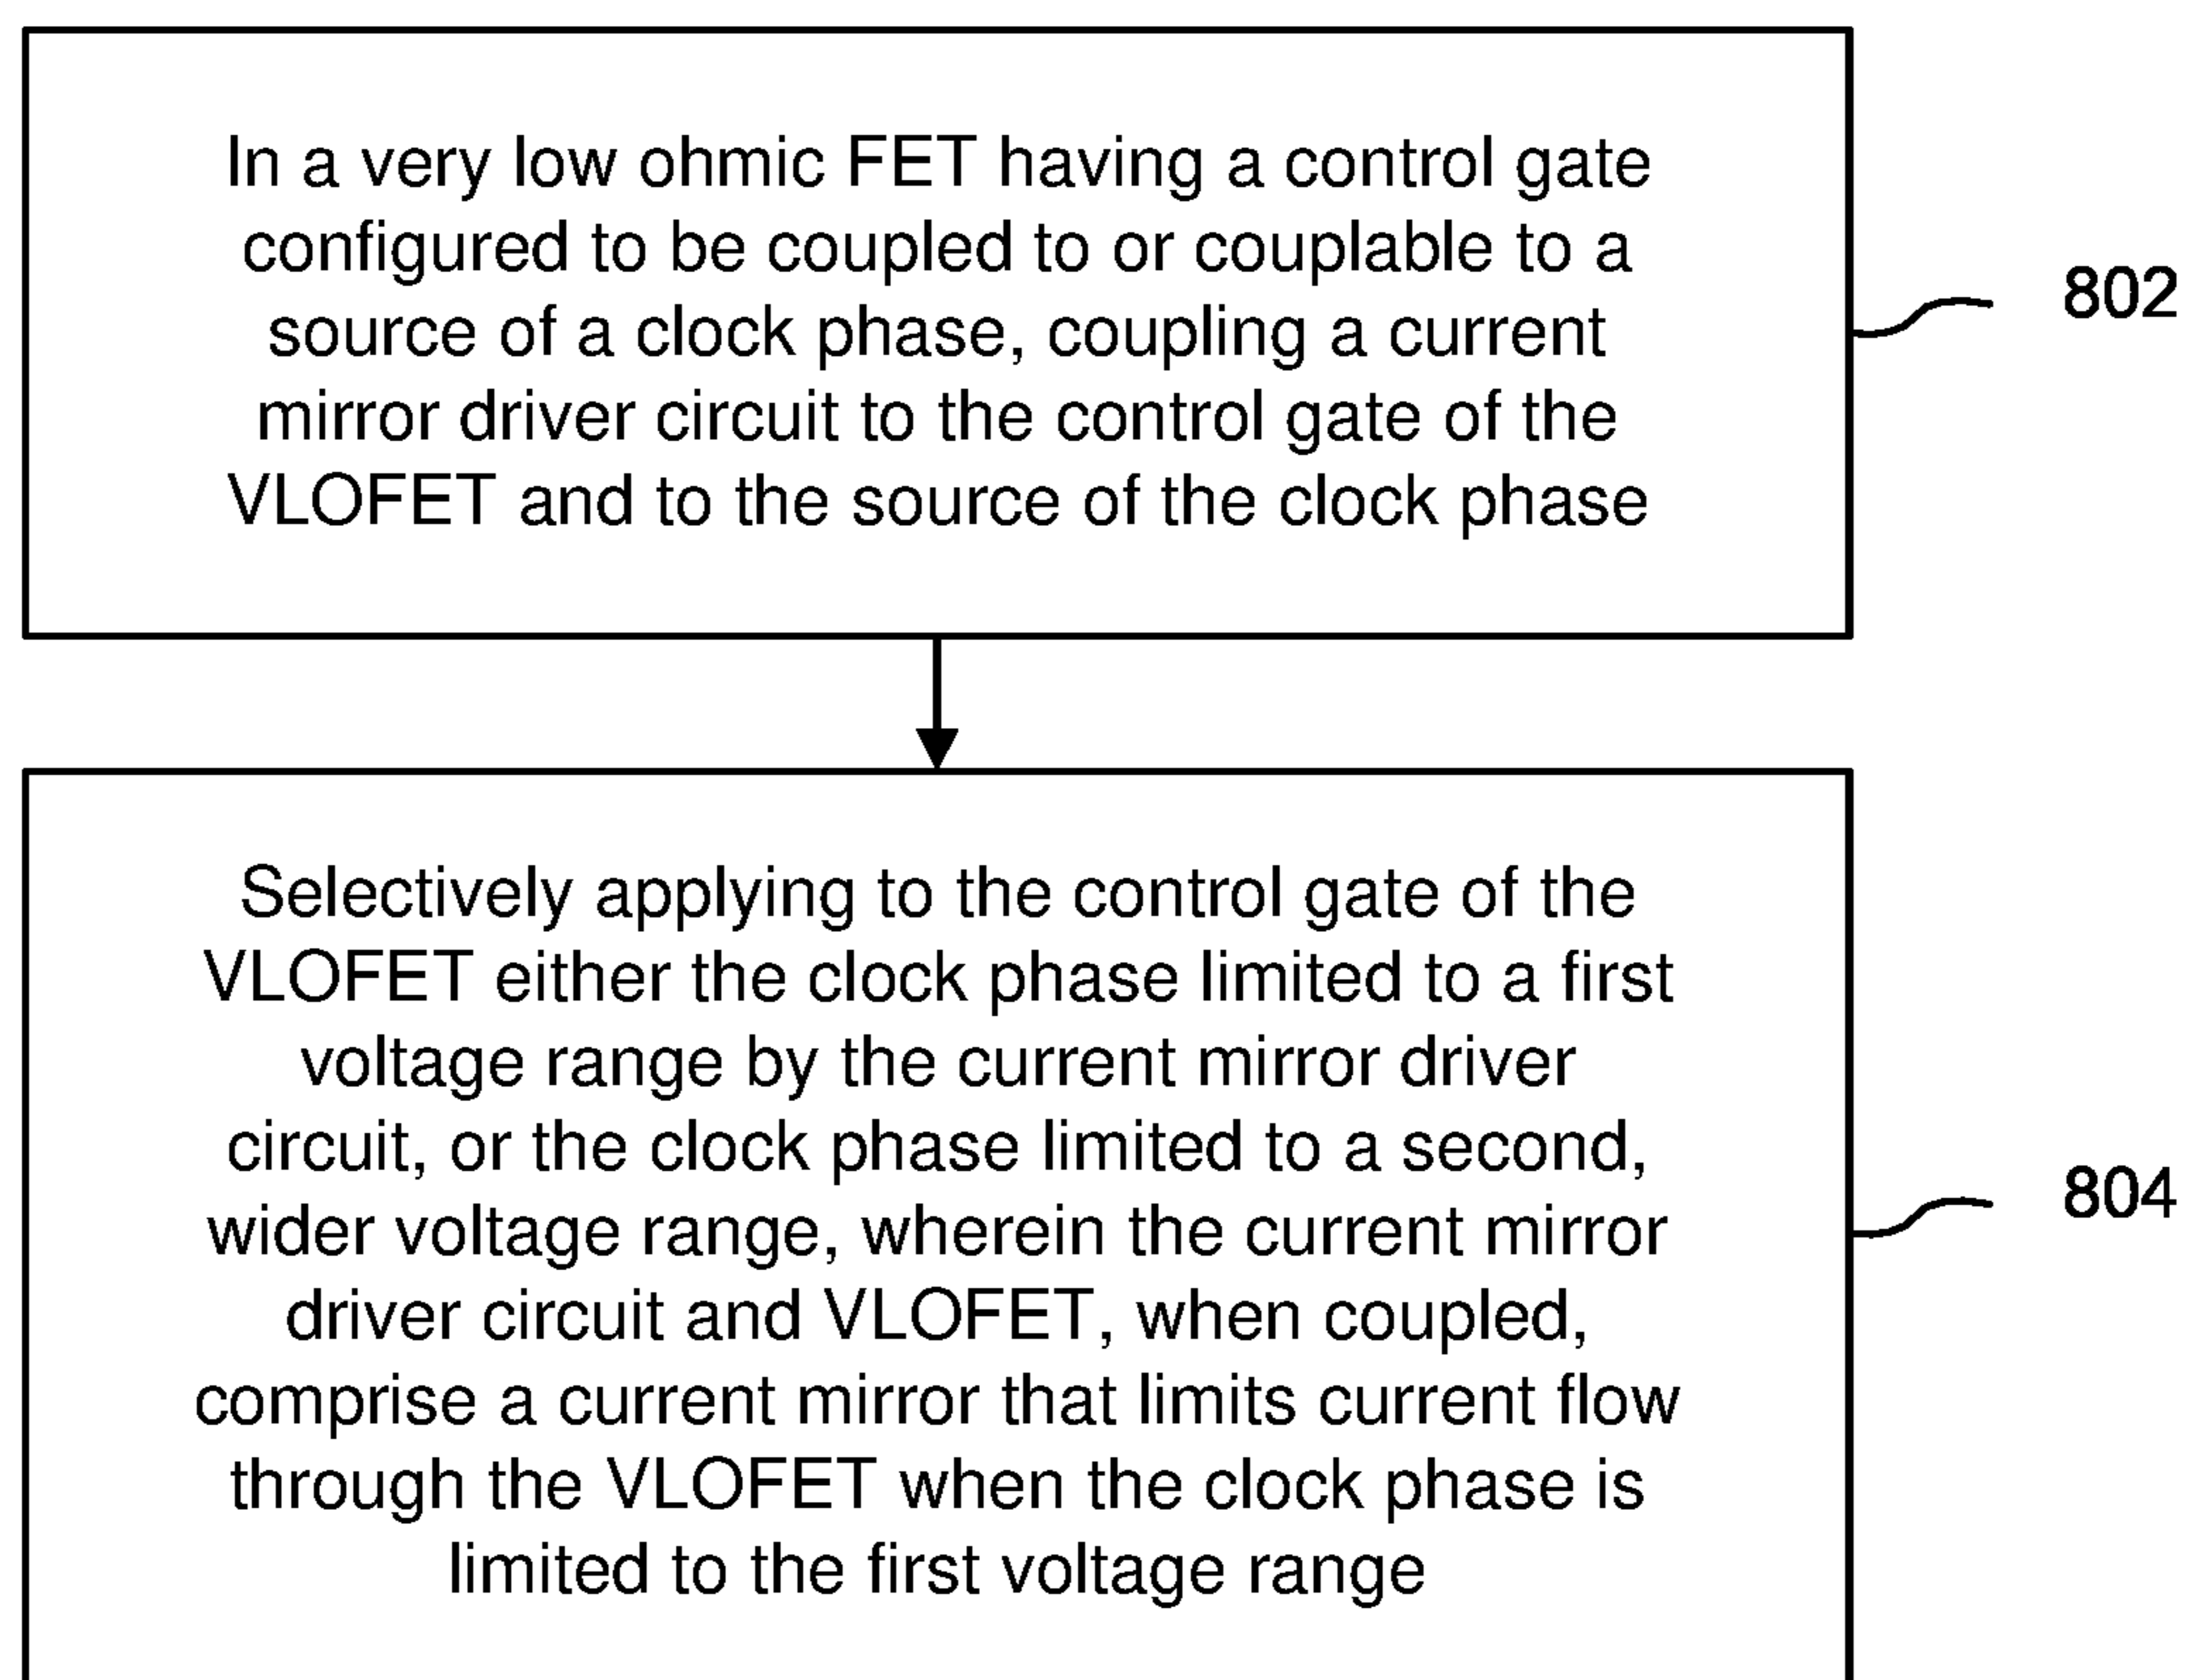 In a very low ohmic FET having a control gate
configured to be coupled to or couplable to a
source of a clock phase, coupling a current
mirror driver circuit to the control gate of the
VLOFET and to the source of the clock phase
802
Selectively applying to the control gate of the
VLOFET either the clock phase limited to a first
voltage range by the current mirror driver
circuit, or the clock phase limited to a second,
wider voltage range, wherein the current mirror
driver circuit and VLOFET, when coupled,
comprise a current mirror that limits current flow
through the VLOFET when the clock phase is
limited to the first voltage range
804